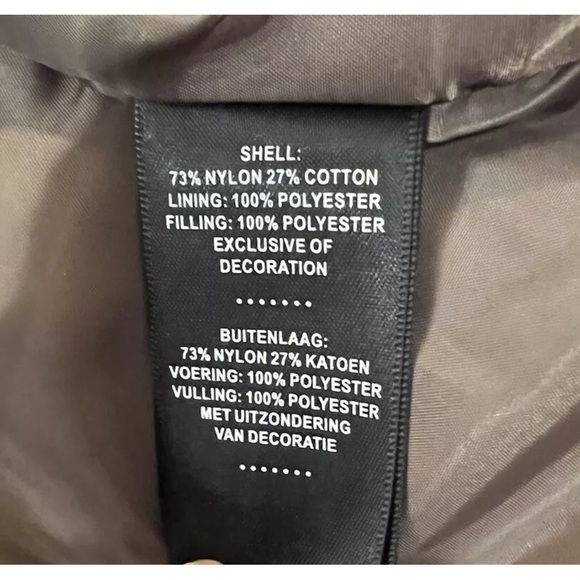 SHELL:
73% NYLON 27% COTTON
LINING: 100% POLYESTER
FILLING: 100% POLYESTER
EXCLUSIVE OF
DECORATION
.......
BUITENLAAG:
73% NYLON 27% KATOEN
VOERING: 100% POLYESTER
VULLING: 100% POLYESTER
MET UITZONDERING
VAN DECORATIE
.......